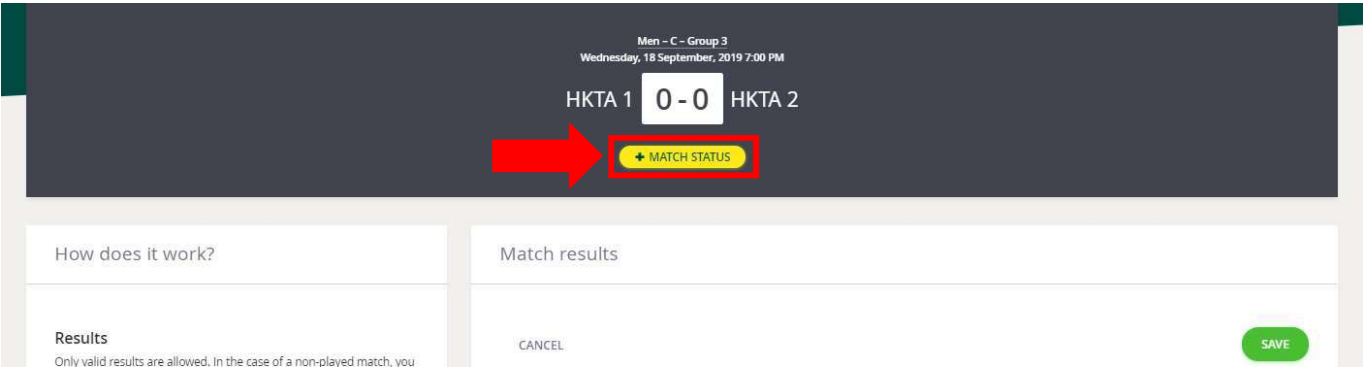 Men – C – Group 3
Wednesday, 18 September, 2019 7:00 PM
HKTA 1 0 - 0 HKTA 2
+ MATCH STATUS
How does it work?
Match results
Results
Only valid results are allowed. In the case of a non-played match, you
CANCEL
SAVE